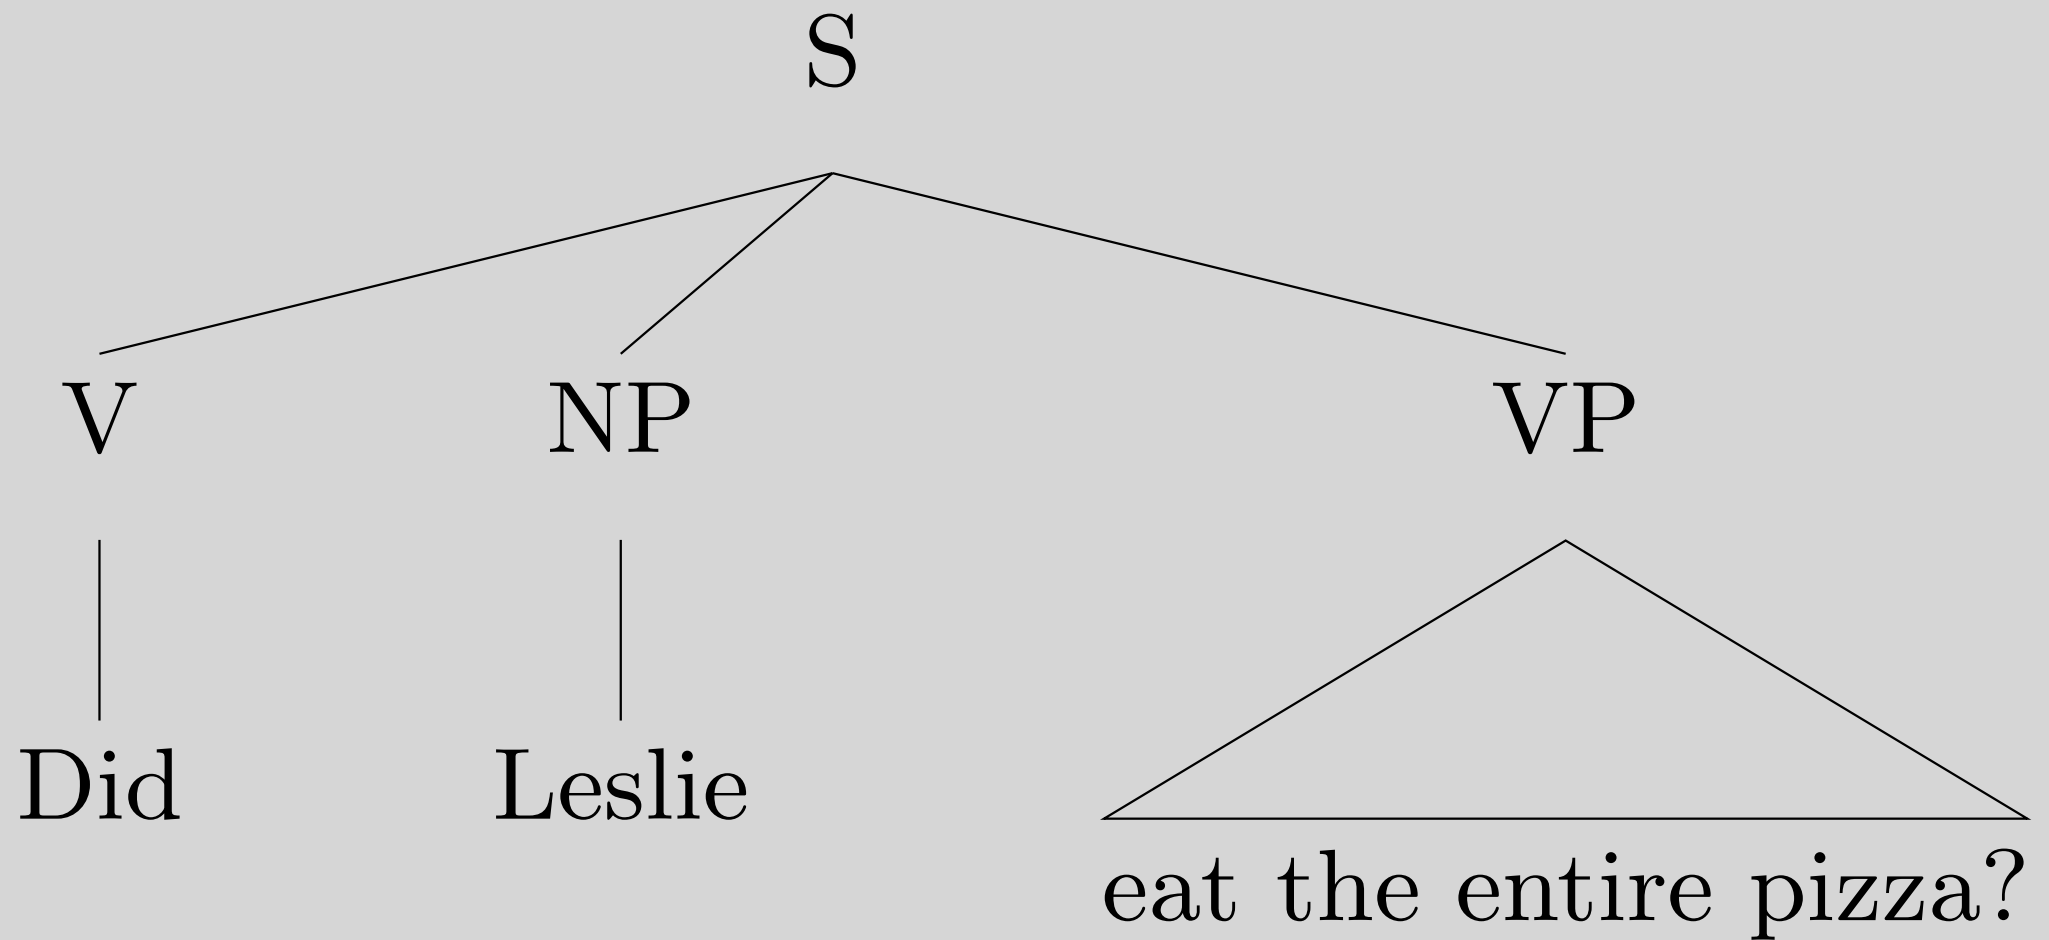 S
V NP VP
Did Leslie
eat the entire pizza?